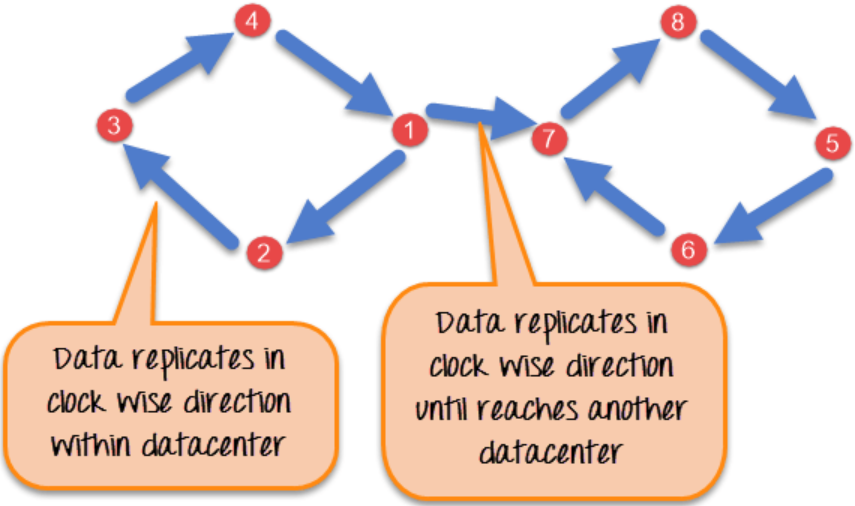 4
8
3
1
7
5
2
6
Data replicates in
clock wise direction
within datacenter
Data replicates in
clock wise direction
until reaches another
datacenter